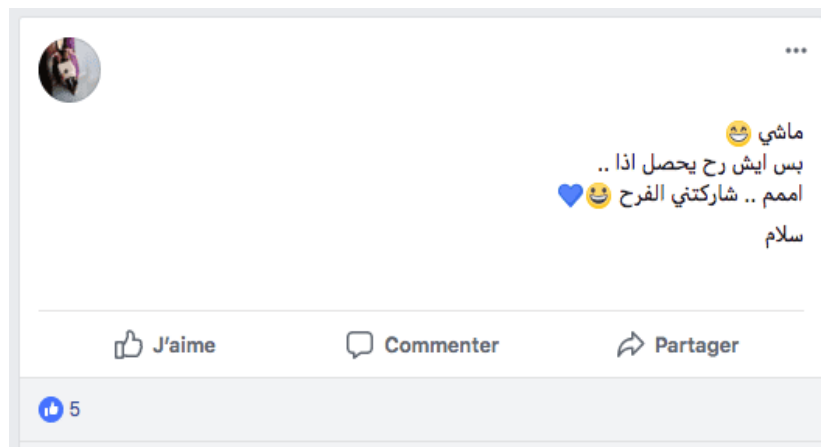 ماشي 😁
بس ايش رح يحصل اذا ..
اممم .. شاركتني الفرح 😃💙
سلام
J'aime
Commenter
Partager
5